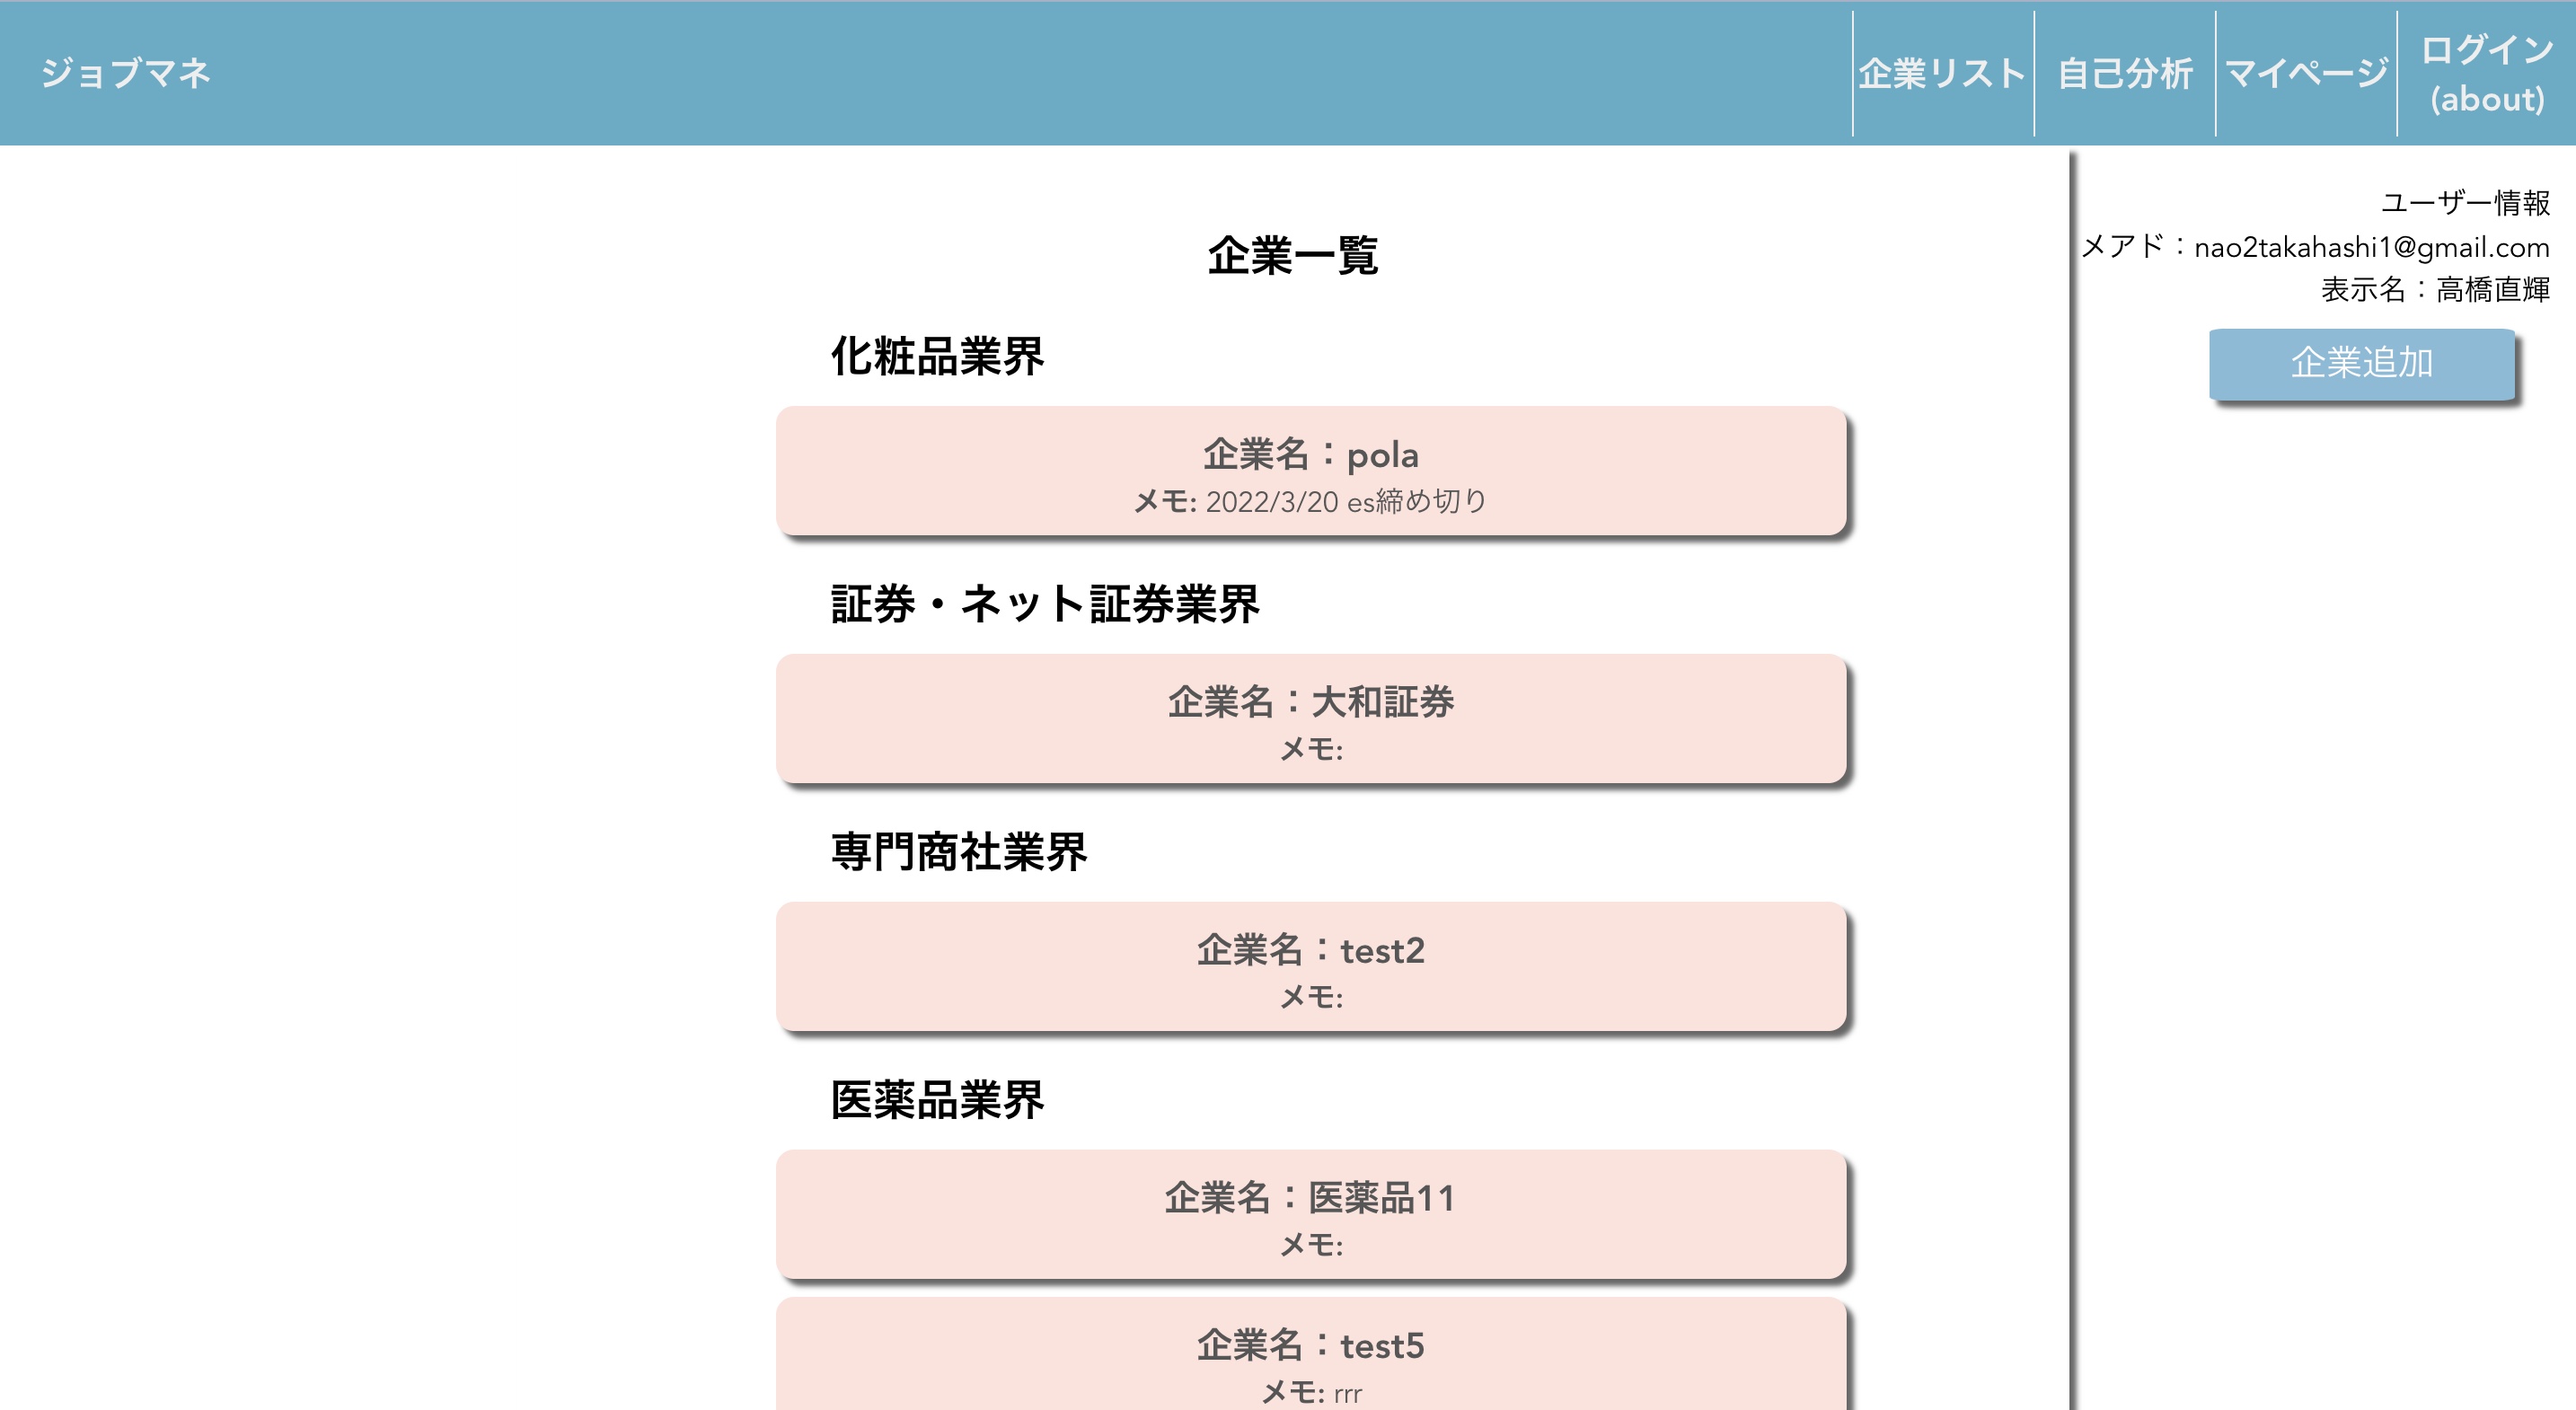 ジョブマネ
企業リスト
自己分析
マイページ
ログイン
(about)
ユーザー情報
メアド：nao2takahashi1@gmail.com
表示名：高橋直輝
企業追加
企業一覧
化粧品業界
企業名：pola
メモ: 2022/3/20 es締め切り
証券・ネット証券業界
企業名：大和証券
メモ:
専門商社業界
企業名：test2
メモ:
医薬品業界
企業名：医薬品11
メモ:
企業名：test5
メモ: rrr